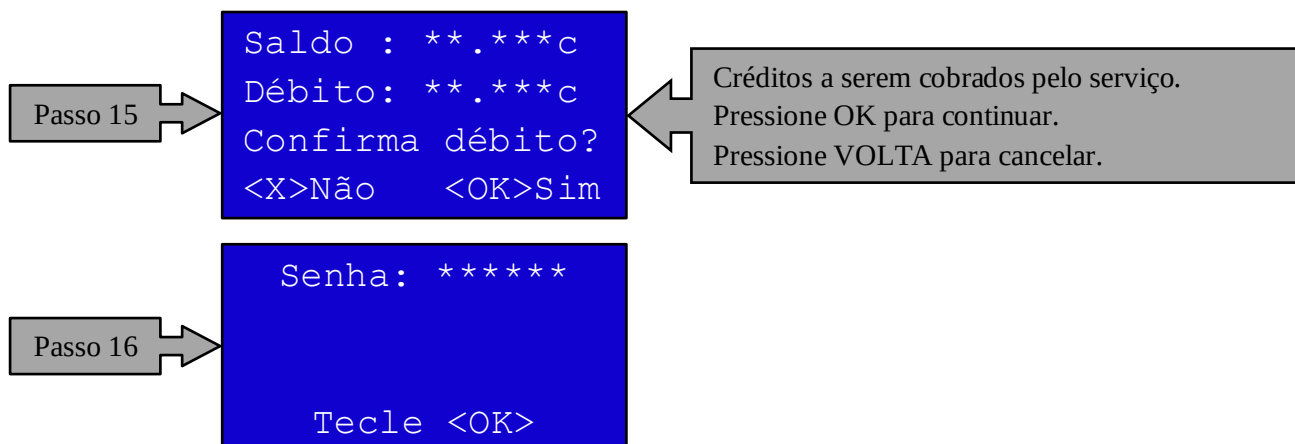 Passo 15
Saldo : **.***c
Débito: **.***c
Confirma débito?
<X>Não <OK>Sim
Créditos a serem cobrados pelo serviço.
Pressione OK para continuar.
Pressione VOLTA para cancelar.
Passo 16
Senha: ******
Tecle <OK>